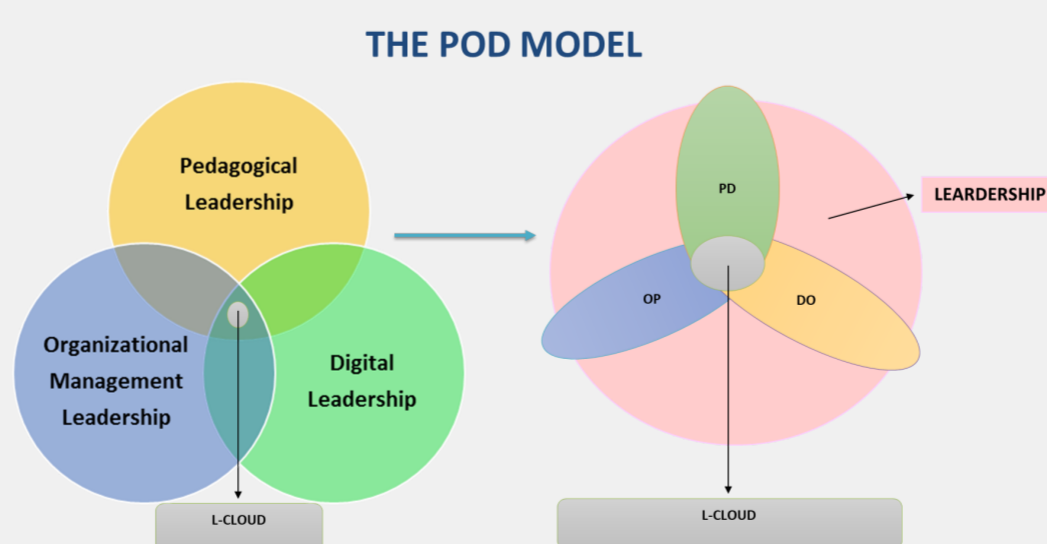 THE POD MODEL
Pedagogical
Leadership
Organizational
Management
Leadership
Digital
Leadership
L-CLOUD
PD
OP
DO
LEARDERSHIP
L-CLOUD